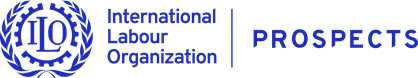 ILO
International
Labour
Organization
PROSPECTS